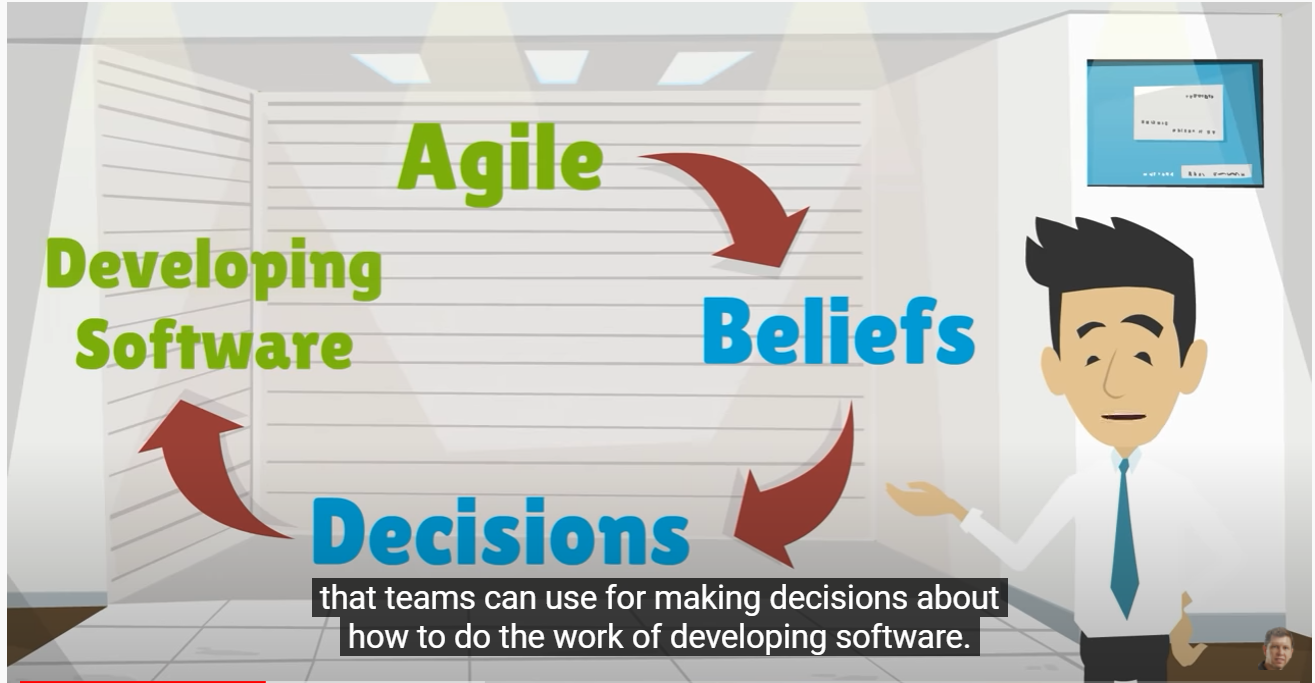 Agile
Developing
Software
Beliefs
Decisions
that teams can use for making decisions about
how to do the work of developing software.